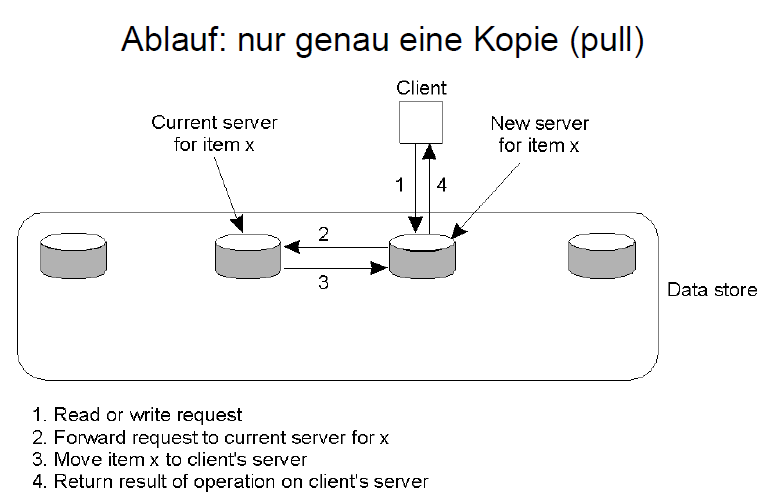 Ablauf: nur genau eine Kopie (pull)
Client
Current server
for item x
New server
for item x
1
4
2
3
Data store
1. Read or write request
2. Forward request to current server for x
3. Move item x to client's server
4. Return result of operation on client's server